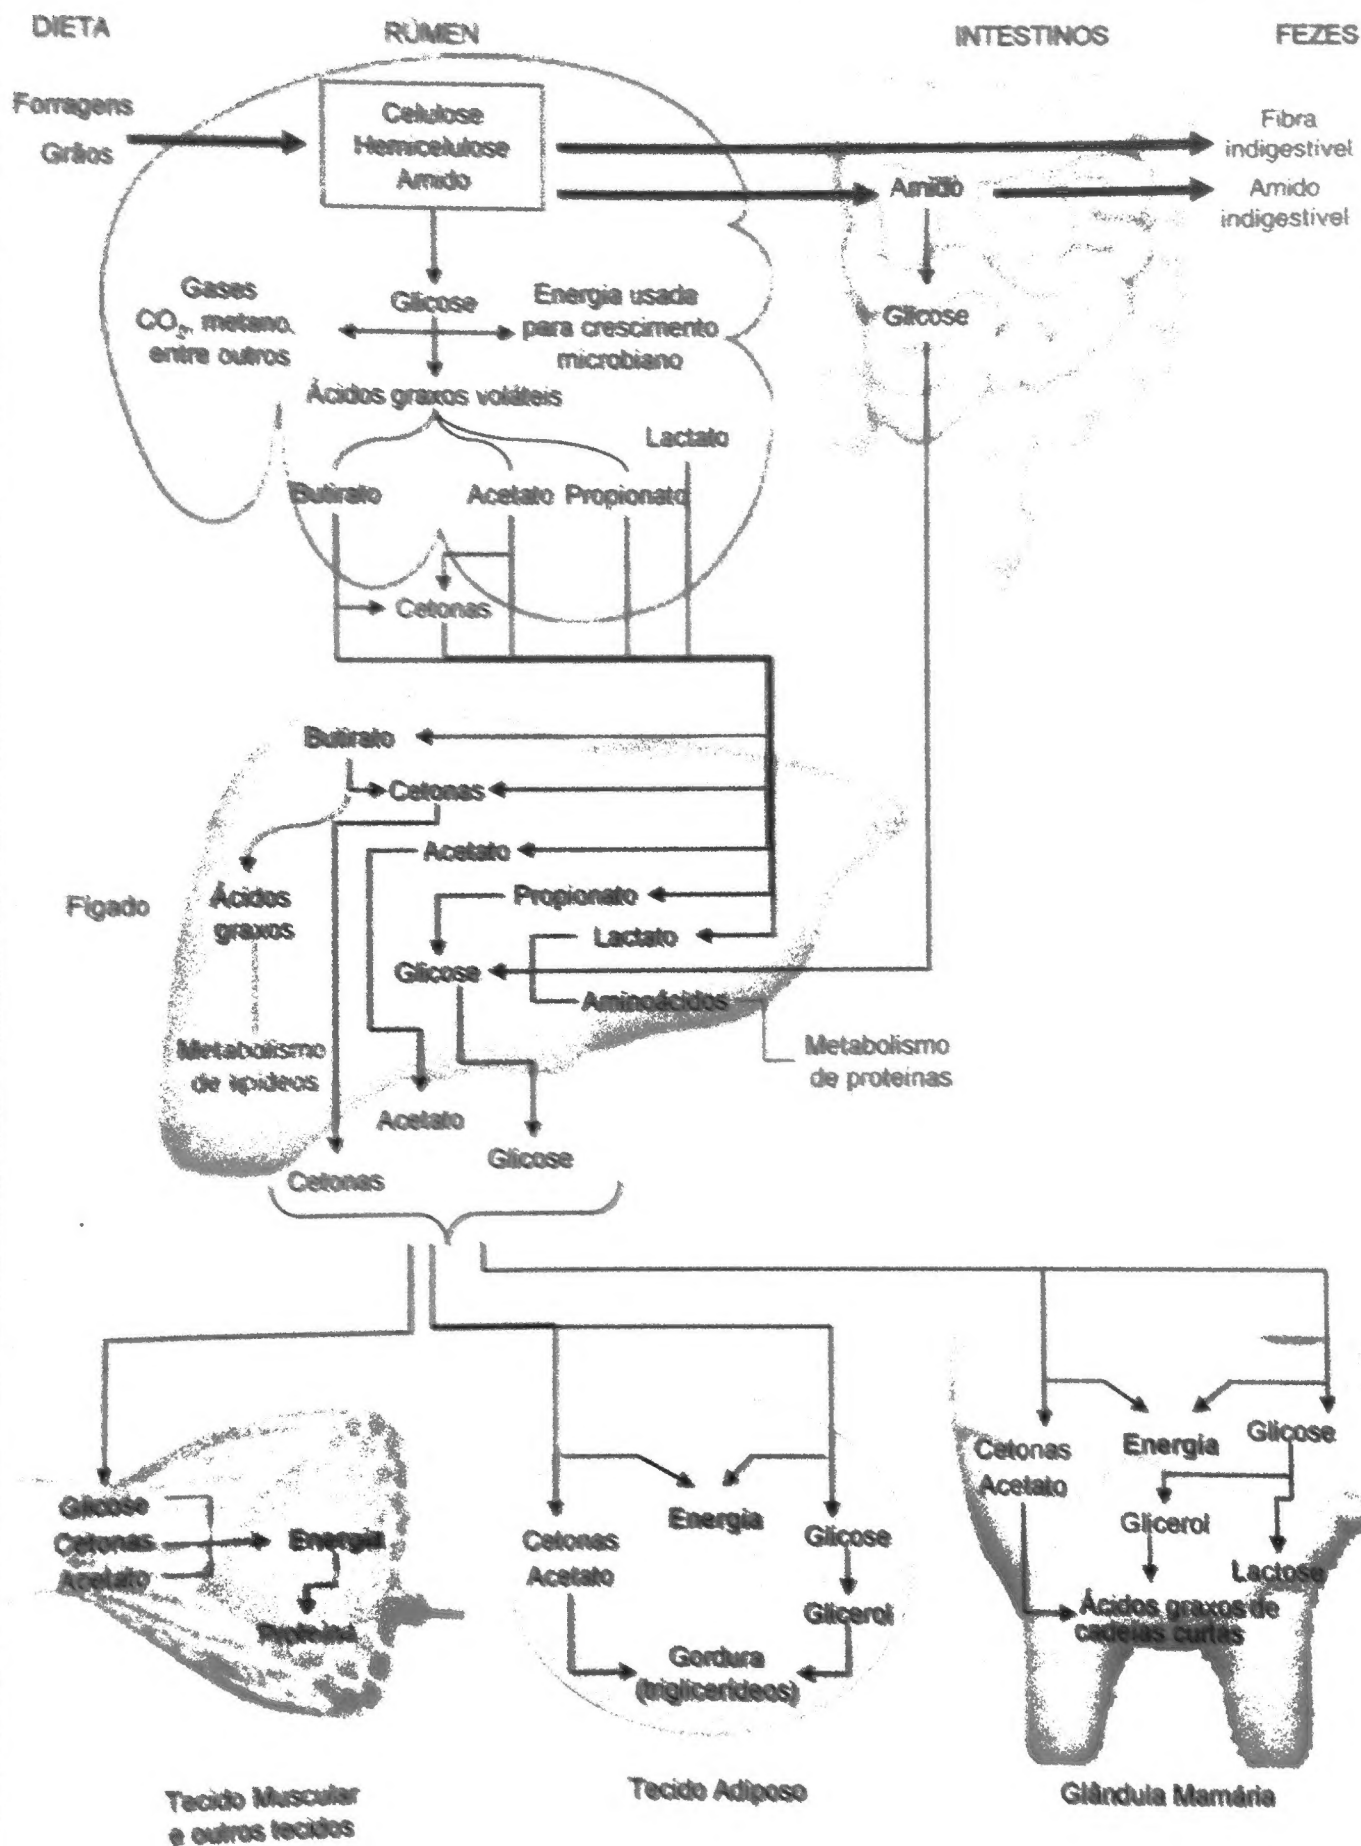 DIETA
RÚMEN
INTESTINOS
FEZES
Forragens
Grãos
Celulose
Hemicelulose
Amido
Fibra
indigestível
Amido
Amido
indigestível
Gases
CO₂, metano,
entre outros
Glicose
Energia usada
para crescimento
microbiano
Glicose
Ácidos graxos voláteis
Lactato
Butirato
Acetato
Propionato
Cetonas
Butirato
Cetonas
Acetato
Fígado
Ácidos
graxos
Propionato
Lactato
Glicose
Aminoácidos
Metabolismo
de lipídeos
Metabolismo
de proteínas
Acetato
Glicose
Cetonas
Glicose
Cetonas
Acetato
Energia
Proteína
Cetonas
Acetato
Energia
Glicose
Glicerol
Gordura
(triglicerídeos)
Cetonas
Acetato
Energia
Glicose
Glicerol
Lactose
Ácidos graxos de
cadeias curtas
Tecido Muscular
e outros tecidos
Tecido Adiposo
Glândula Mamária